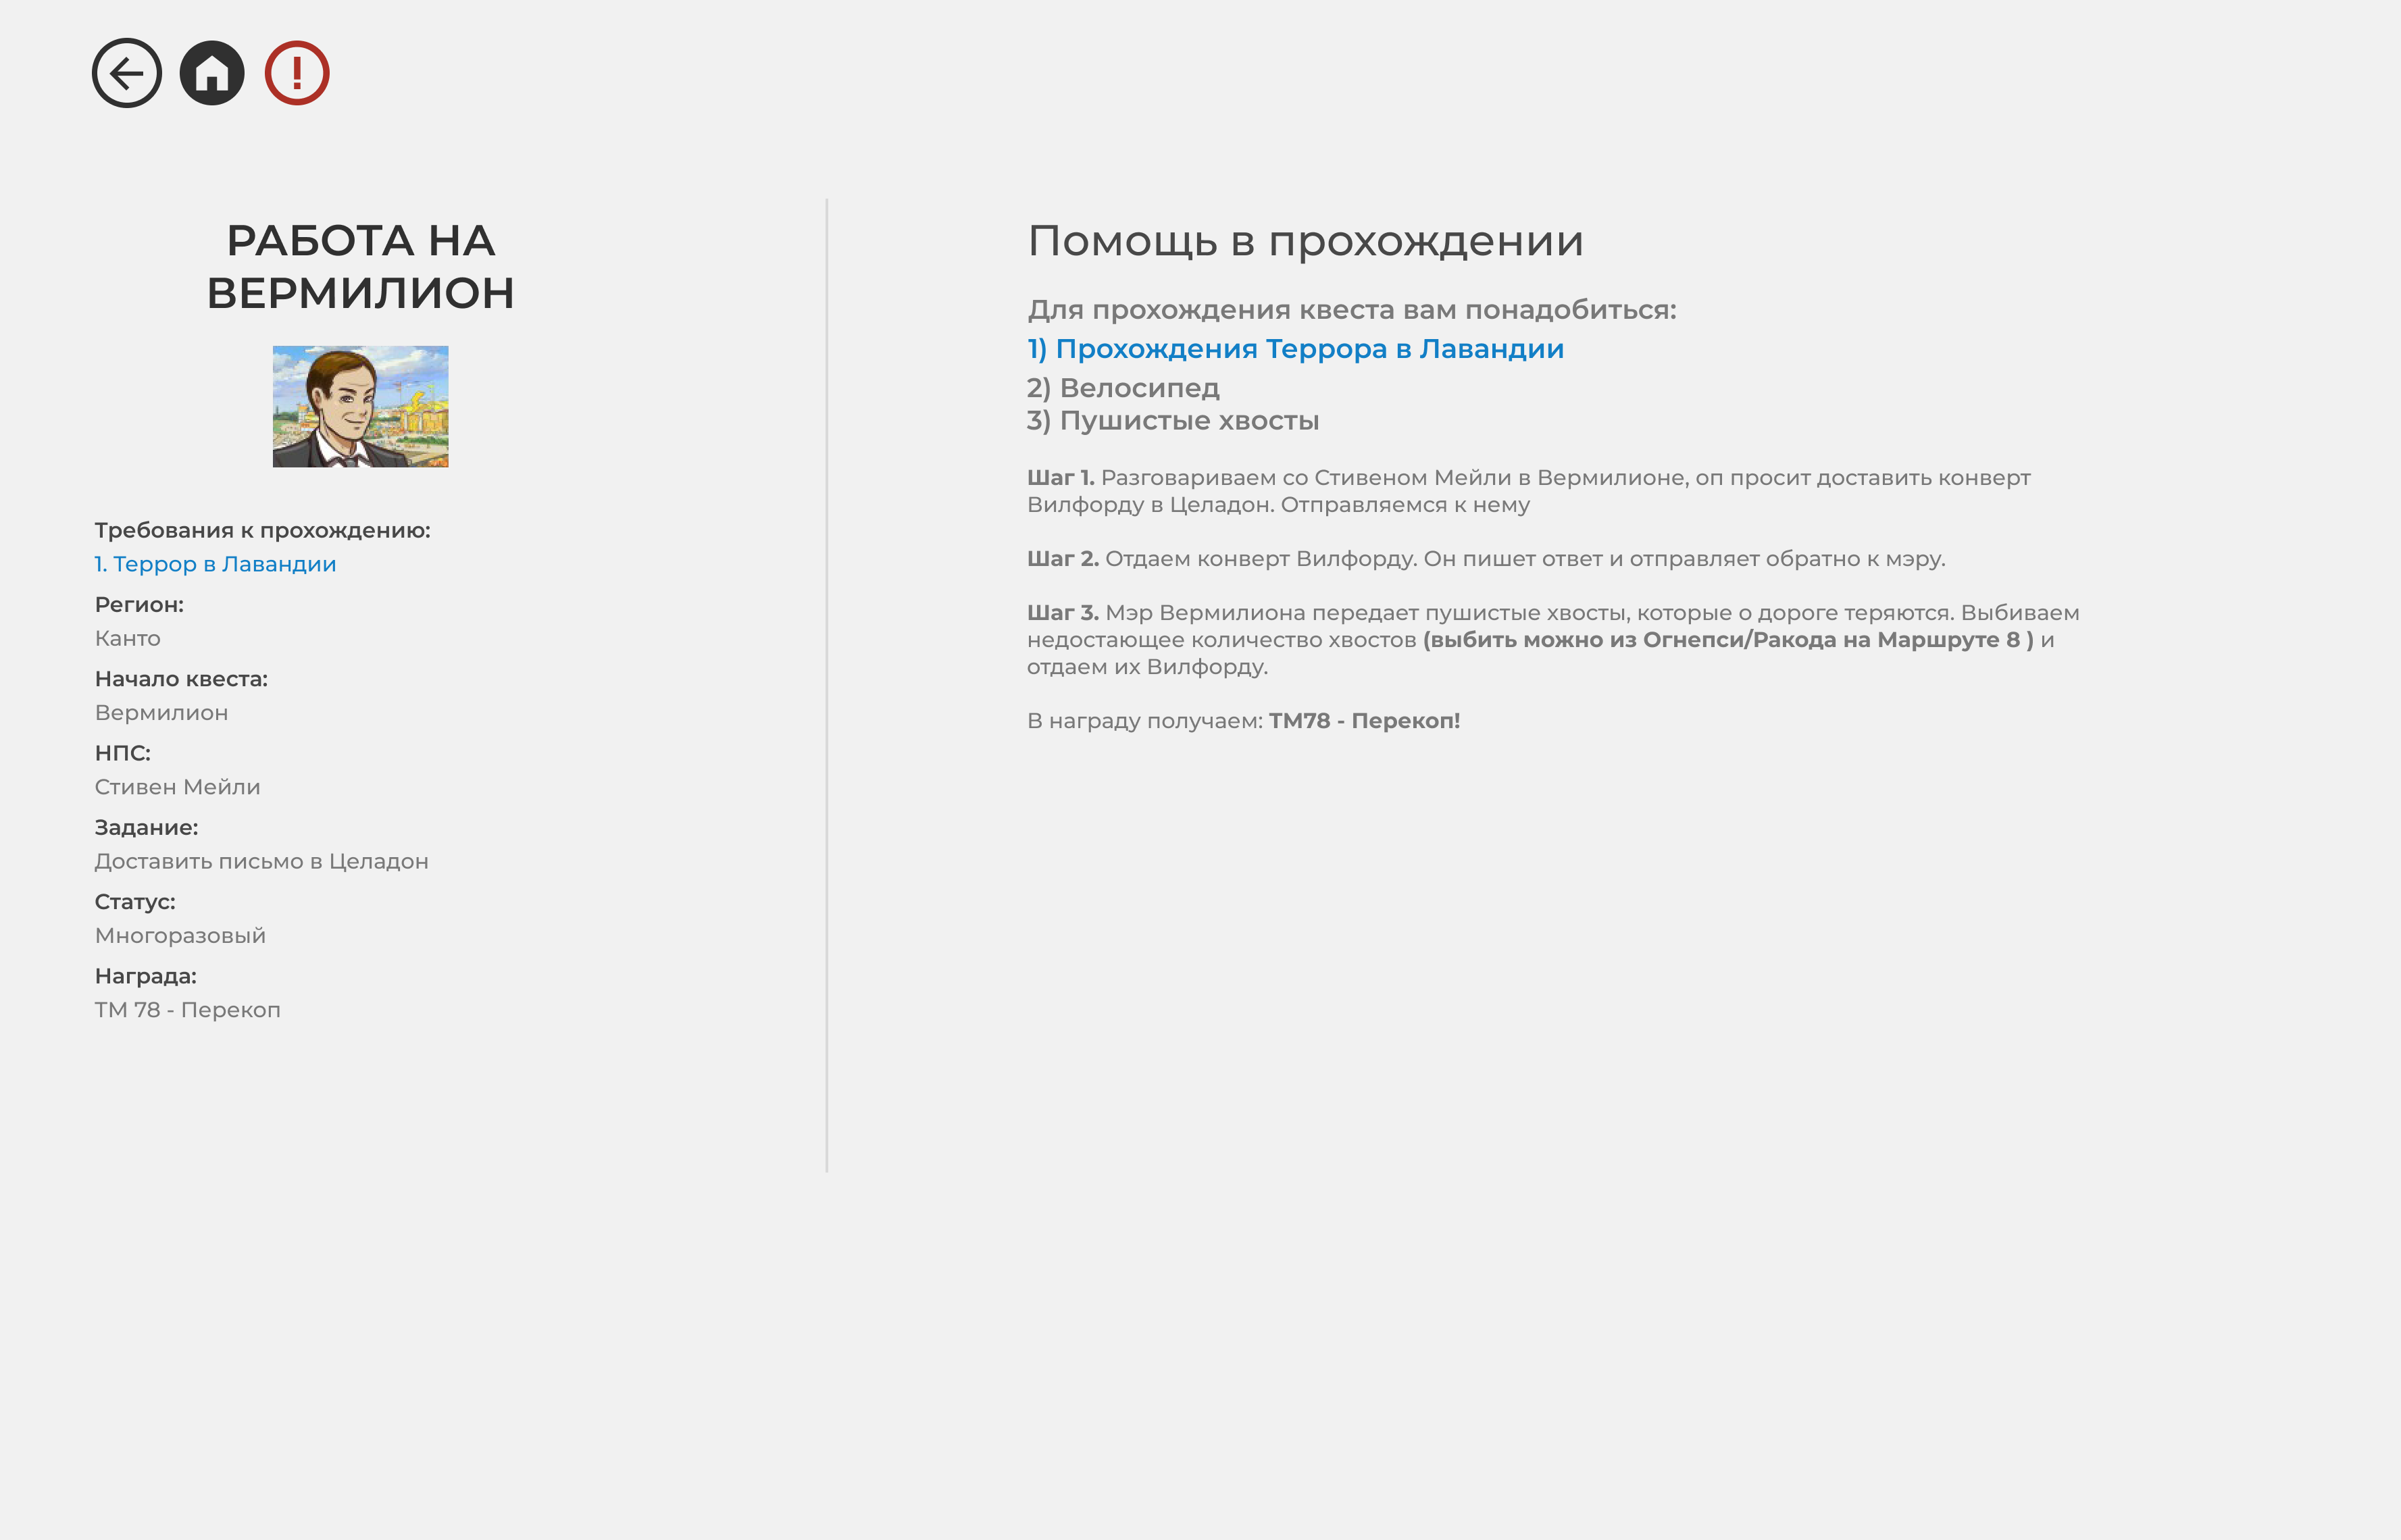 РАБОТА НА
ВЕРМИЛИОН
Требования к прохождению:
1. Террор в Лавандии
Регион:
Канто
Начало квеста:
Вермилион
НПС:
Стивен Мейли
Задание:
Доставить письмо в Целадон
Статус:
Многоразовый
Награда:
ТМ 78 - Перекоп
Помощь в прохождении
Для прохождения квеста вам понадобиться:
1) Прохождения Террора в Лавандии
2) Велосипед
3) Пушистые хвосты
Шаг 1. Разговариваем со Стивеном Мейли в Вермилионе, оп просит доставить конверт
Вилфорду в Целадон. Отправляемся к нему
Шаг 2. Отдаем конверт Вилфорду. Он пишет ответ и отправляет обратно к мэру.
Шаг 3. Мэр Вермилиона передает пушистые хвосты, которые о дороге теряются. Выбиваем
недостающее количество хвостов (выбить можно из Огнепси/Ракода на Маршруте 8 ) и
отдаем их Вилфорду.
В награду получаем: ТМ78 - Перекоп!